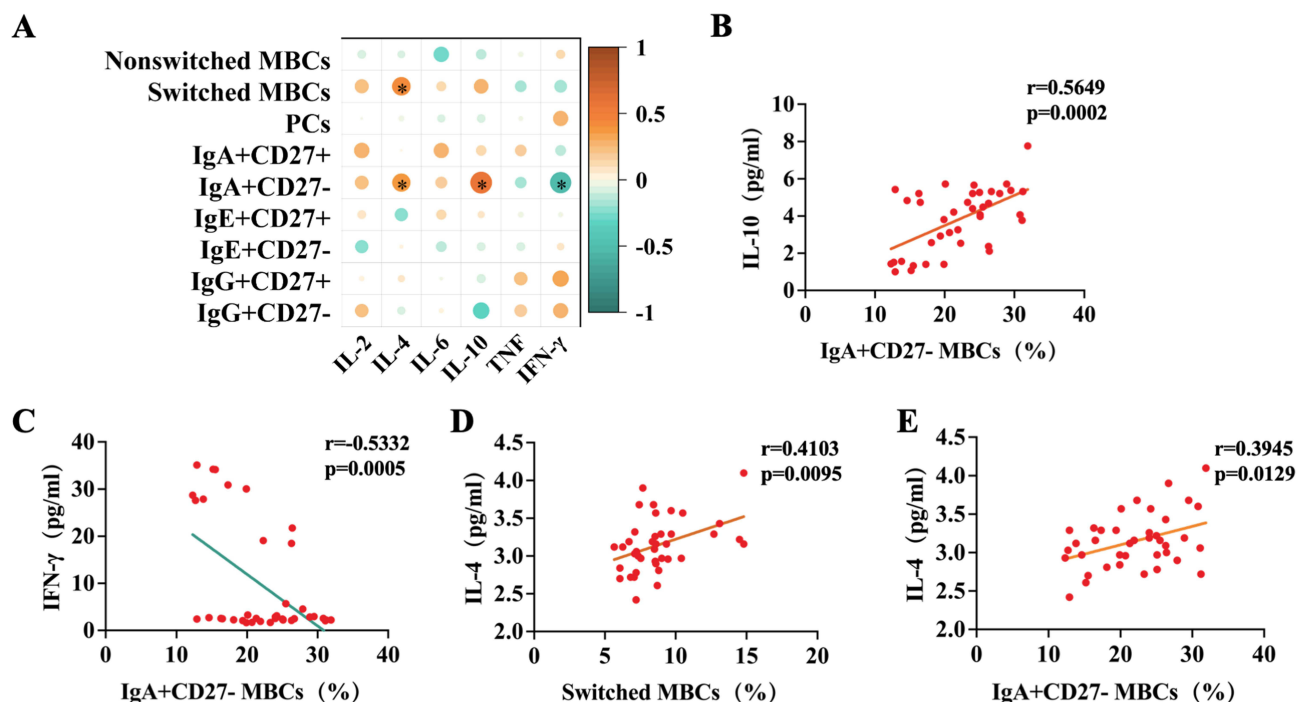 A
Nonswitched MBCs
Switched MBCs
PCs
IgA+CD27+
IgA+CD27-
IgE+CD27+
IgE+CD27-
IgG+CD27+
IgG+CD27-
* 
* * *
IL-2 IL-4 IL-6 IL-10 TNF IFN-γ
1
0.5
0
-0.5
-1
B
r=0.5649
p=0.0002
IL-10 (pg/ml)
10
8
6
4
2
0
0 10 20 30 40
IgA+CD27- MBCs (%)
C
r=-0.5332
p=0.0005
IFN-γ (pg/ml)
40
30
20
10
0
0 10 20 30 40
IgA+CD27- MBCs (%)
D
r=0.4103
p=0.0095
IL-4 (pg/ml)
4.5
4.0
3.5
3.0
2.5
2.0
0 5 10 15 20
Switched MBCs (%)
E
r=0.3945
p=0.0129
IL-4 (pg/ml)
4.5
4.0
3.5
3.0
2.5
2.0
0 10 20 30 40
IgA+CD27- MBCs (%)